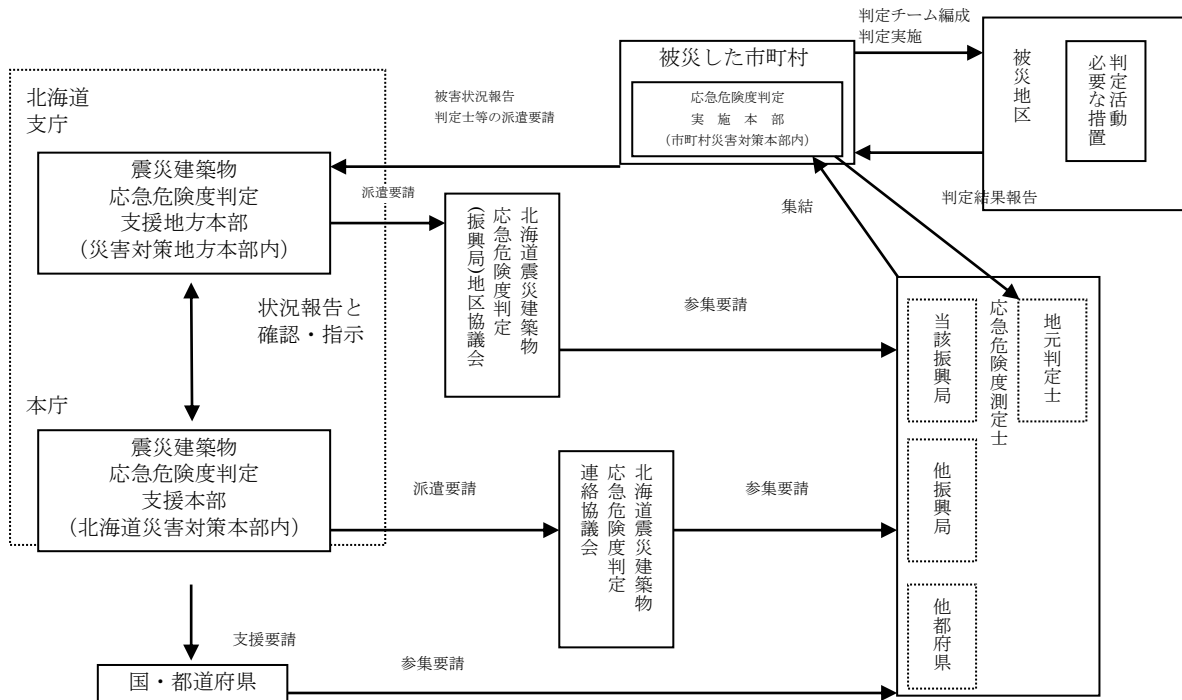 判定チーム編成
判定実施
被災した市町村
応急危険度判定
実　施　本　部
（市町村災害対策本部内）
被災地区
判定活動
必要な措置
北海道
支庁
被害状況報告
判定士等の派遣要請
震災建築物
応急危険度判定
支援地方本部
（災害対策地方本部内）
派遣要請
北海道震災建築物
応急危険度判定
(振興局)地区協議会
集結
判定結果報告
状況報告と
確認・指示
参集要請
当該振興局
応急危険度測定士
地元判定士
本庁
震災建築物
応急危険度判定
支援本部
（北海道災害対策本部内）
派遣要請
北海道震災建築物
応急危険度判定
連絡協議会
参集要請
他振興局
他都府県
支援要請
国・都道府県
参集要請